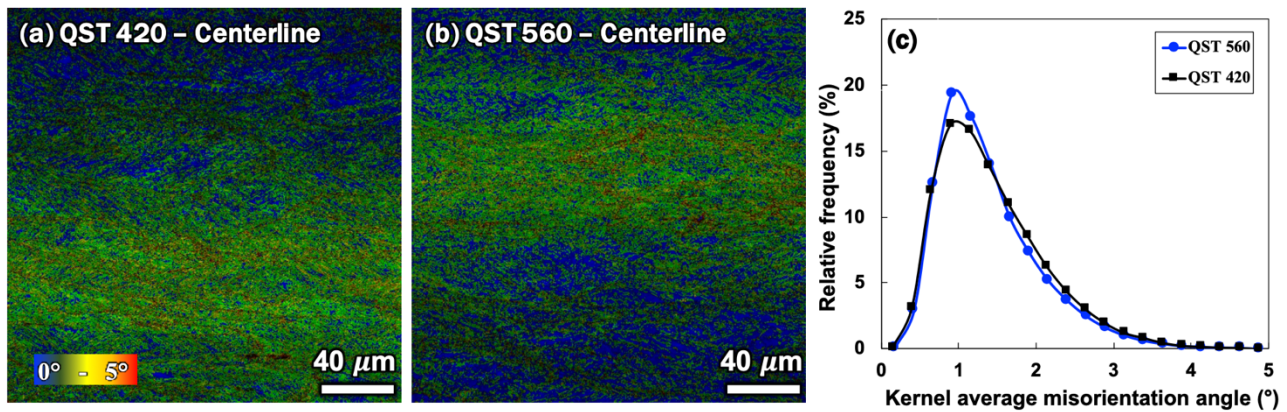 (a) QST 420 – Centerline
0° - 5°
40 μm
(b) QST 560 – Centerline
40 μm
(c)
QST 560
QST 420
Relative frequency (%)
25
20
15
10
5
0
0 1 2 3 4 5
Kernel average misorientation angle (°)